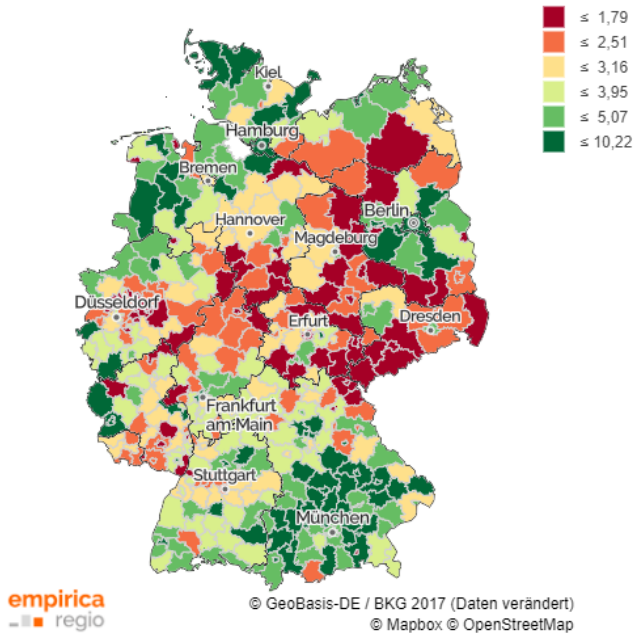 ≤ 1,79
≤ 2,51
≤ 3,16
≤ 3,95
≤ 5,07
≤ 10,22
Kiel
Hamburg
Bremen
Berlin
Hannover
Magdeburg
Düsseldorf
Erfurt
Dresden
Frankfurt
am Main
Stuttgart
München
empirica
regio
© GeoBasis-DE / BKG 2017 (Daten verändert)
© Mapbox © OpenStreetMap